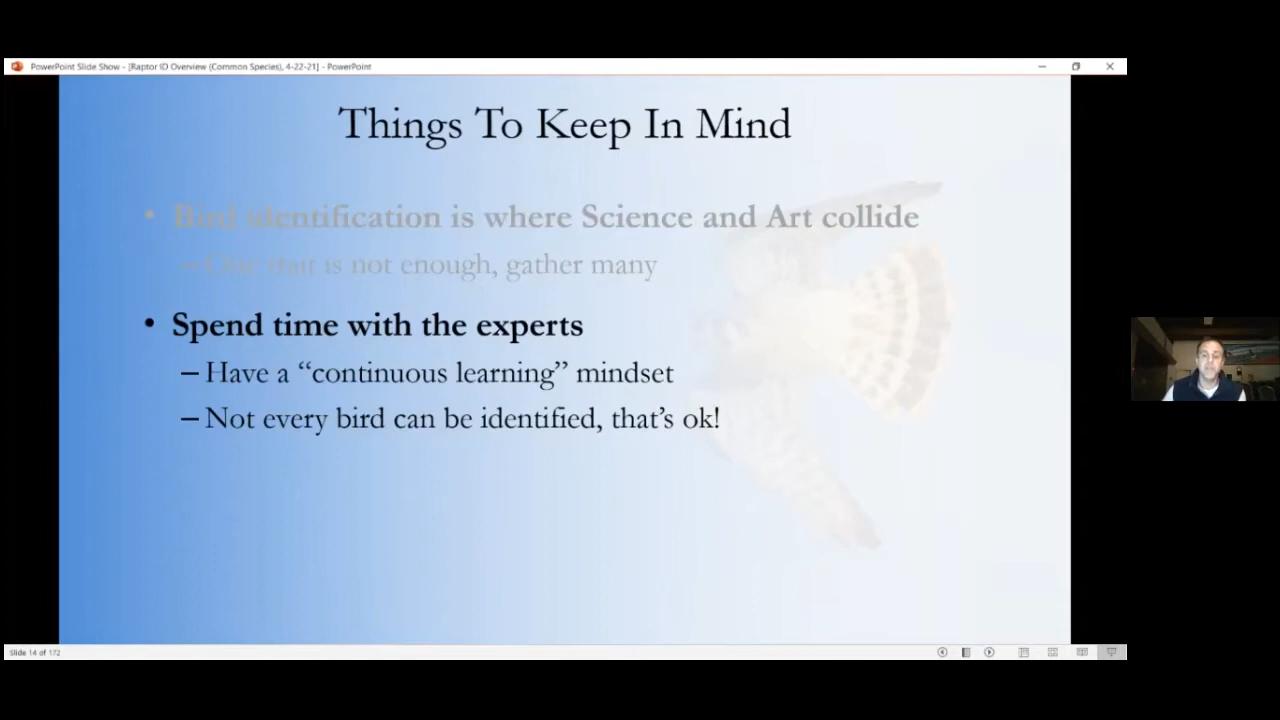 PowerPoint Slide Show - [Raptor ID Overview (Common Species), 4-22-21] - PowerPoint
Things To Keep In Mind
• Bird identification is where Science and Art collide
– One trait is not enough, gather many
• Spend time with the experts
– Have a “continuous learning” mindset
– Not every bird can be identified, that’s ok!
Slide 14 of 172